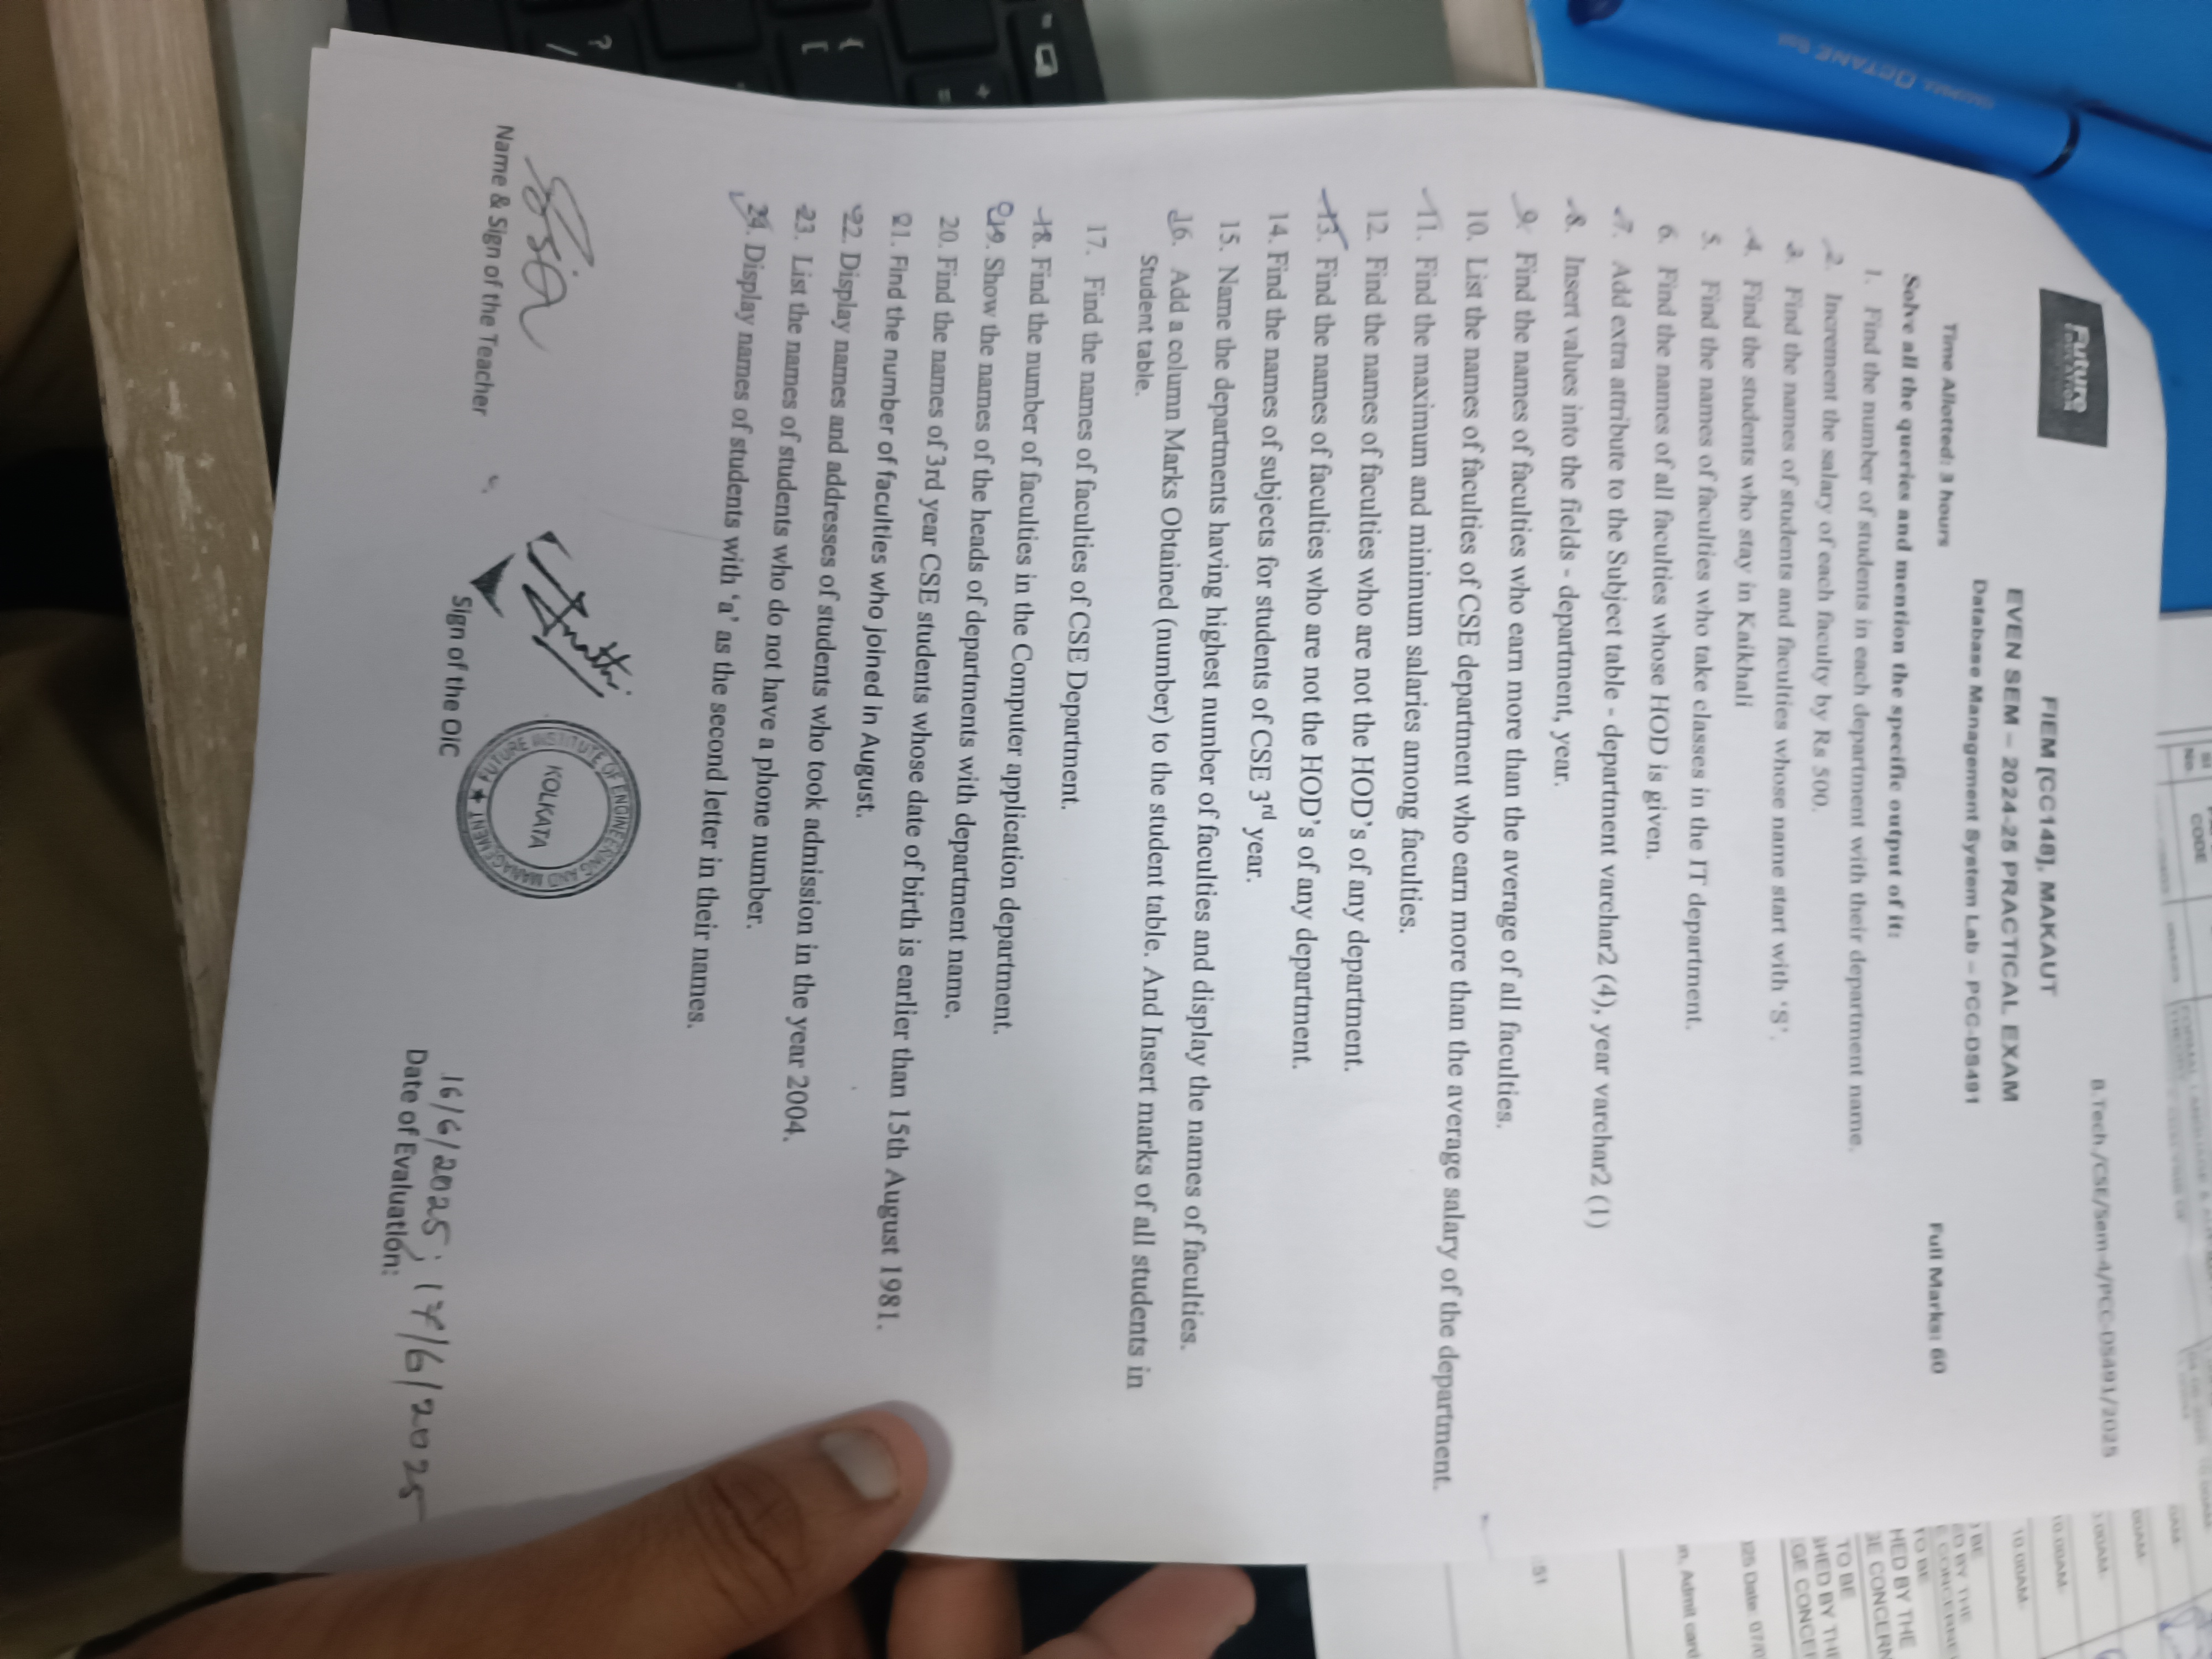 B.Tech./CSE/Sem-4/PCC-DS491/2025
Future
FIEM [CC148], MAKAUT
EVEN SEM – 2024-25 PRACTICAL EXAM
Database Management System Lab – PCC-DS491
Time Allotted: 3 hours Full Marks: 60
Solve all the queries and mention the specific output of it:
1. Find the number of students in each department with their department name.
2. Increment the salary of each faculty by Rs 500.
3. Find the names of students and faculties whose name start with 'S'.
4. Find the students who stay in Kaikhali
5. Find the names of faculties who take classes in the IT department.
6. Find the names of all faculties whose HOD is given.
7. Add extra attribute to the Subject table - department varchar2 (4), year varchar2 (1)
8. Insert values into the fields - department, year.
9. Find the names of faculties who earn more than the average of all faculties.
10. List the names of faculties of CSE department who earn more than the average salary of the department.
11. Find the maximum and minimum salaries among faculties.
12. Find the names of faculties who are not the HOD's of any department.
13. Find the names of faculties who are not the HOD's of any department.
14. Find the names of subjects for students of CSE 3rd year.
15. Name the departments having highest number of faculties and display the names of faculties.
16. Add a column Marks Obtained (number) to the student table. And Insert marks of all students in
Student table.
17. Find the names of faculties of CSE Department.
18. Find the number of faculties in the Computer application department.
19. Show the names of the heads of departments with department name.
20. Find the names of 3rd year CSE students whose date of birth is earlier than 15th August 1981.
21. Find the number of faculties who joined in August.
22. Display names and addresses of students who took admission in the year 2004.
23. List the names of students who do not have a phone number.
24. Display names of students with 'a' as the second letter in their names.
16/6/2025; 17/6/2025
Name & Sign of the Teacher
Sign of the OIC
Date of Evaluation:
FUTURE INSTITUTE OF ENGINEERING AND MANAGEMENT ★
KOLKATA
OCTANE Gel
CODE